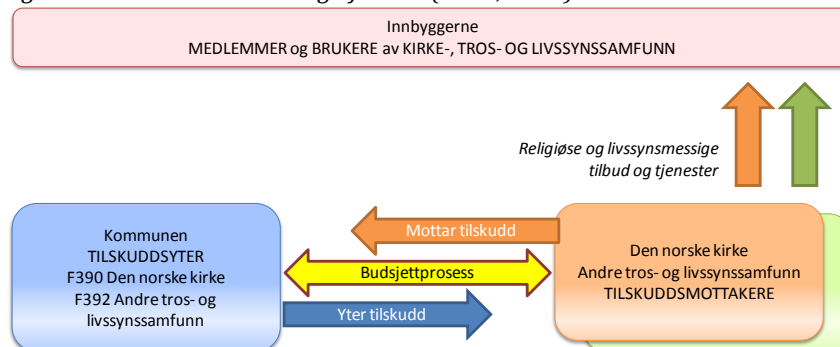 Innbyggerne
MEDLEMMER og BRUKERE av KIRKE-, TROS- OG LIVSSYNSSAMFUNN
Religiøse og livssynsmessige
tilbud og tjenester
Mottar tilskudd
Kommunen
TILSKUDDSYTER
F390 Den norske kirke
F392 Andre tros- og
livssynssamfunn
Budsjettprosess
Den norske kirke
Andre tros- og livssynssamfunn
TILSKUDDSMOTTAKERE
Yter tilskudd